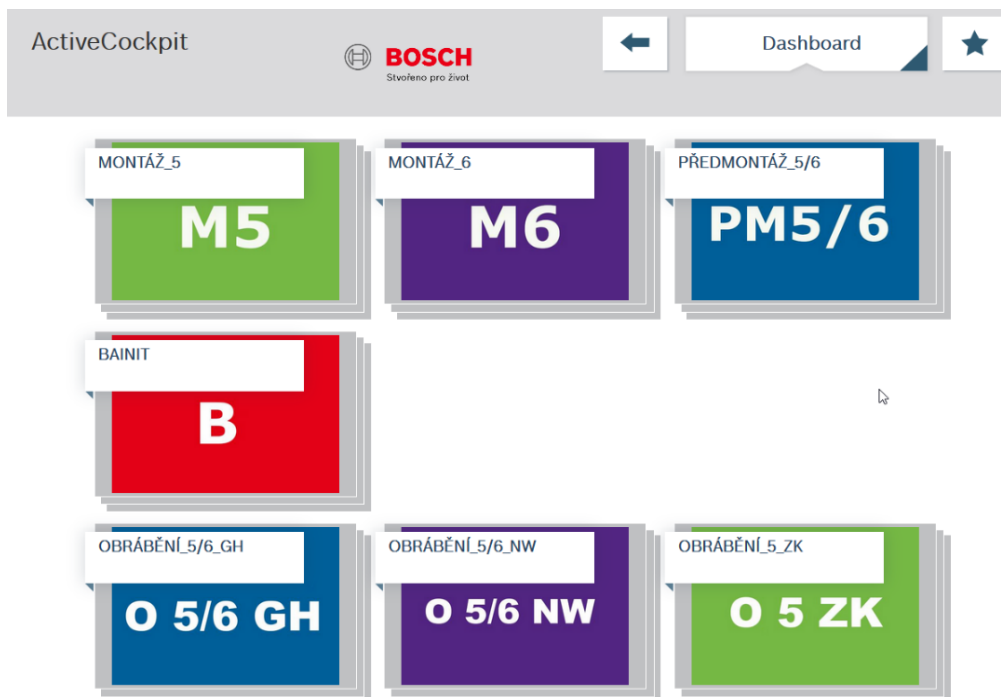 ActiveCockpit
BOSCH
Stvořeno pro život
Dashboard
MONTÁŽ_5
M5
MONTÁŽ_6
M6
PŘEDMONTÁŽ_5/6
PM5/6
BAINIT
B
OBRÁBĚNÍ_5/6_GH
O 5/6 GH
OBRÁBĚNÍ_5/6_NW
O 5/6 NW
OBRÁBĚNÍ_5_ZK
O 5 ZK